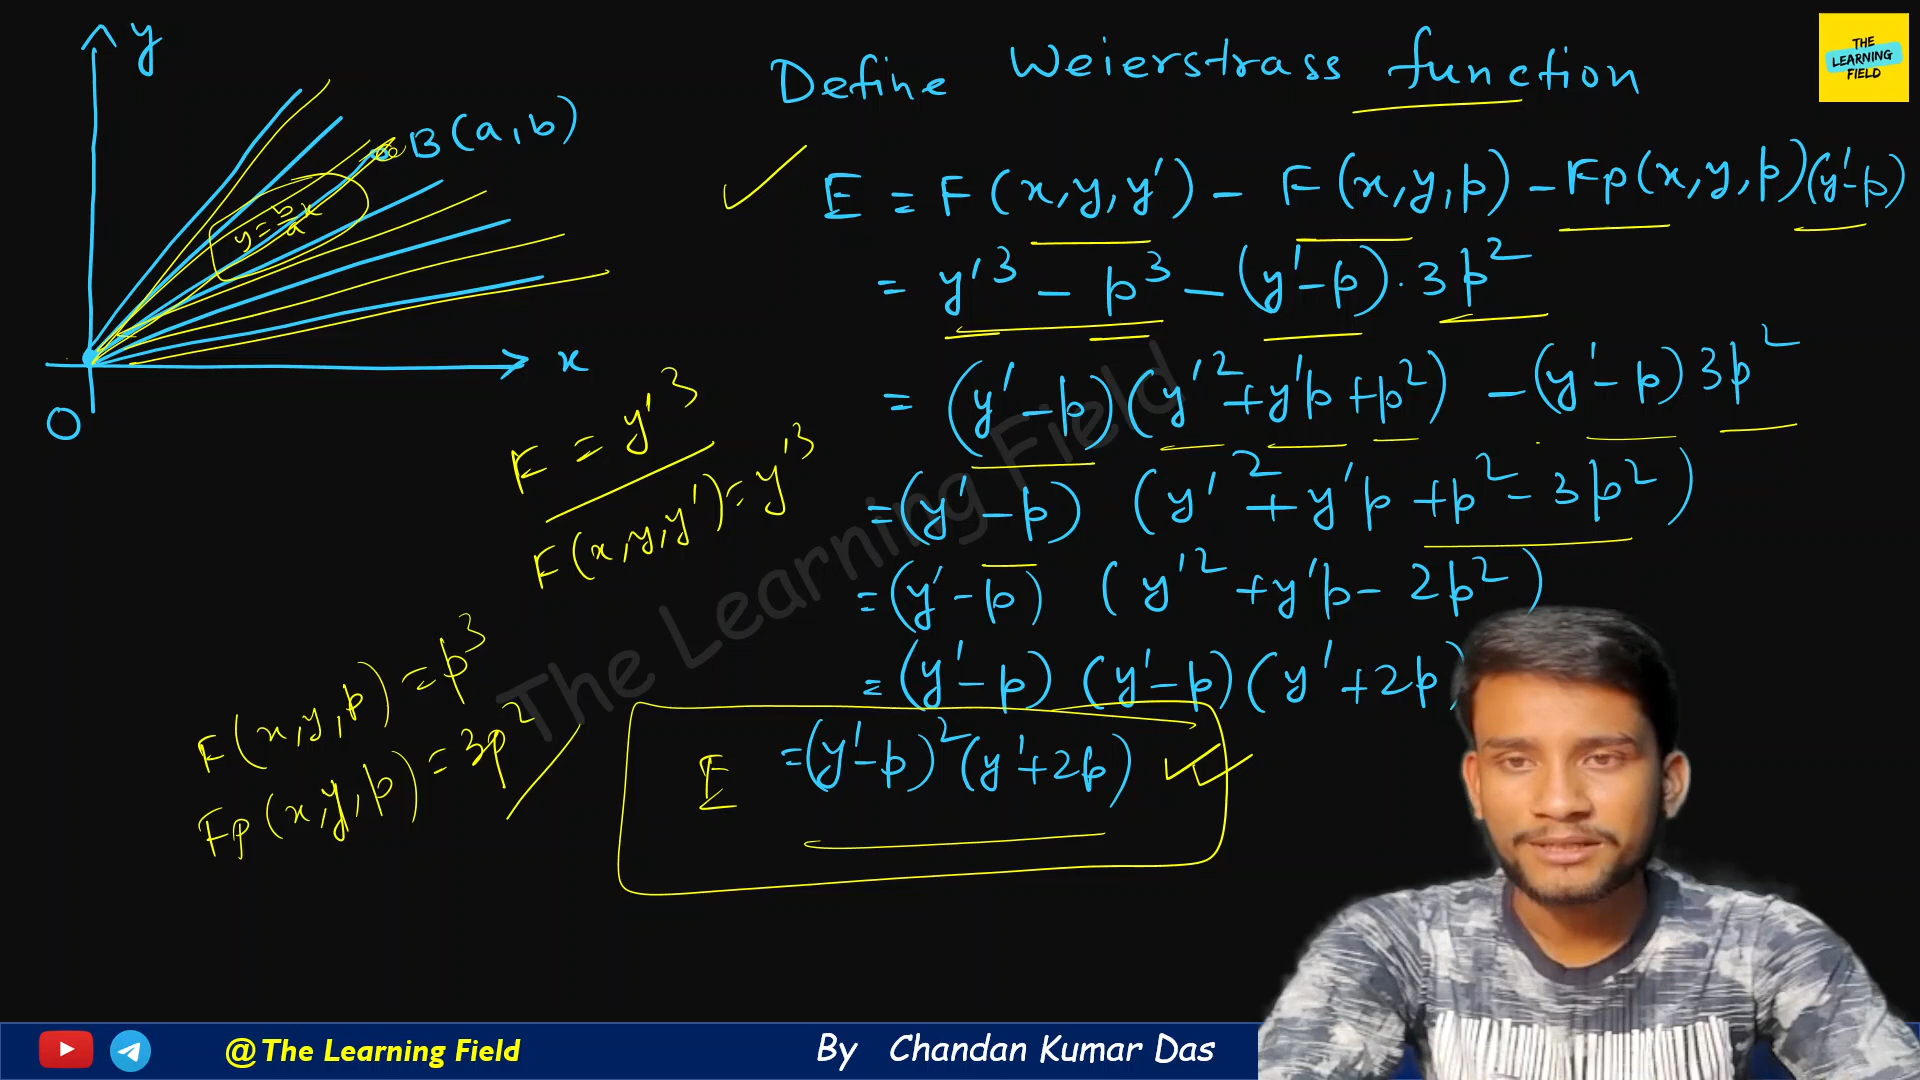 y
B(a,b)
y=b/a x
x
O
Define Weierstrass function
THE
LEARNING
FIELD
E = F(x,y,y') - F(x,y,p) - Fp(x,y,p)(y'-p)
= y'³ - p³ - (y'-p)·3p²
= (y'-p)(y'²+y'p+p²) - (y'-p)3p²
=(y'-p) (y'²+y'p+p²-3p²)
=(y'-p) (y'²+y'p-2p²)
=(y'-p)(y'-p)(y'+2p
E =(y'-p)²(y'+2p)
F = y'³
F(x,y,y')=y'³
F(x,y,p)=p³
Fp(x,y,p)=3p²
The Learning Field
@The Learning Field
By Chandan Kumar Das